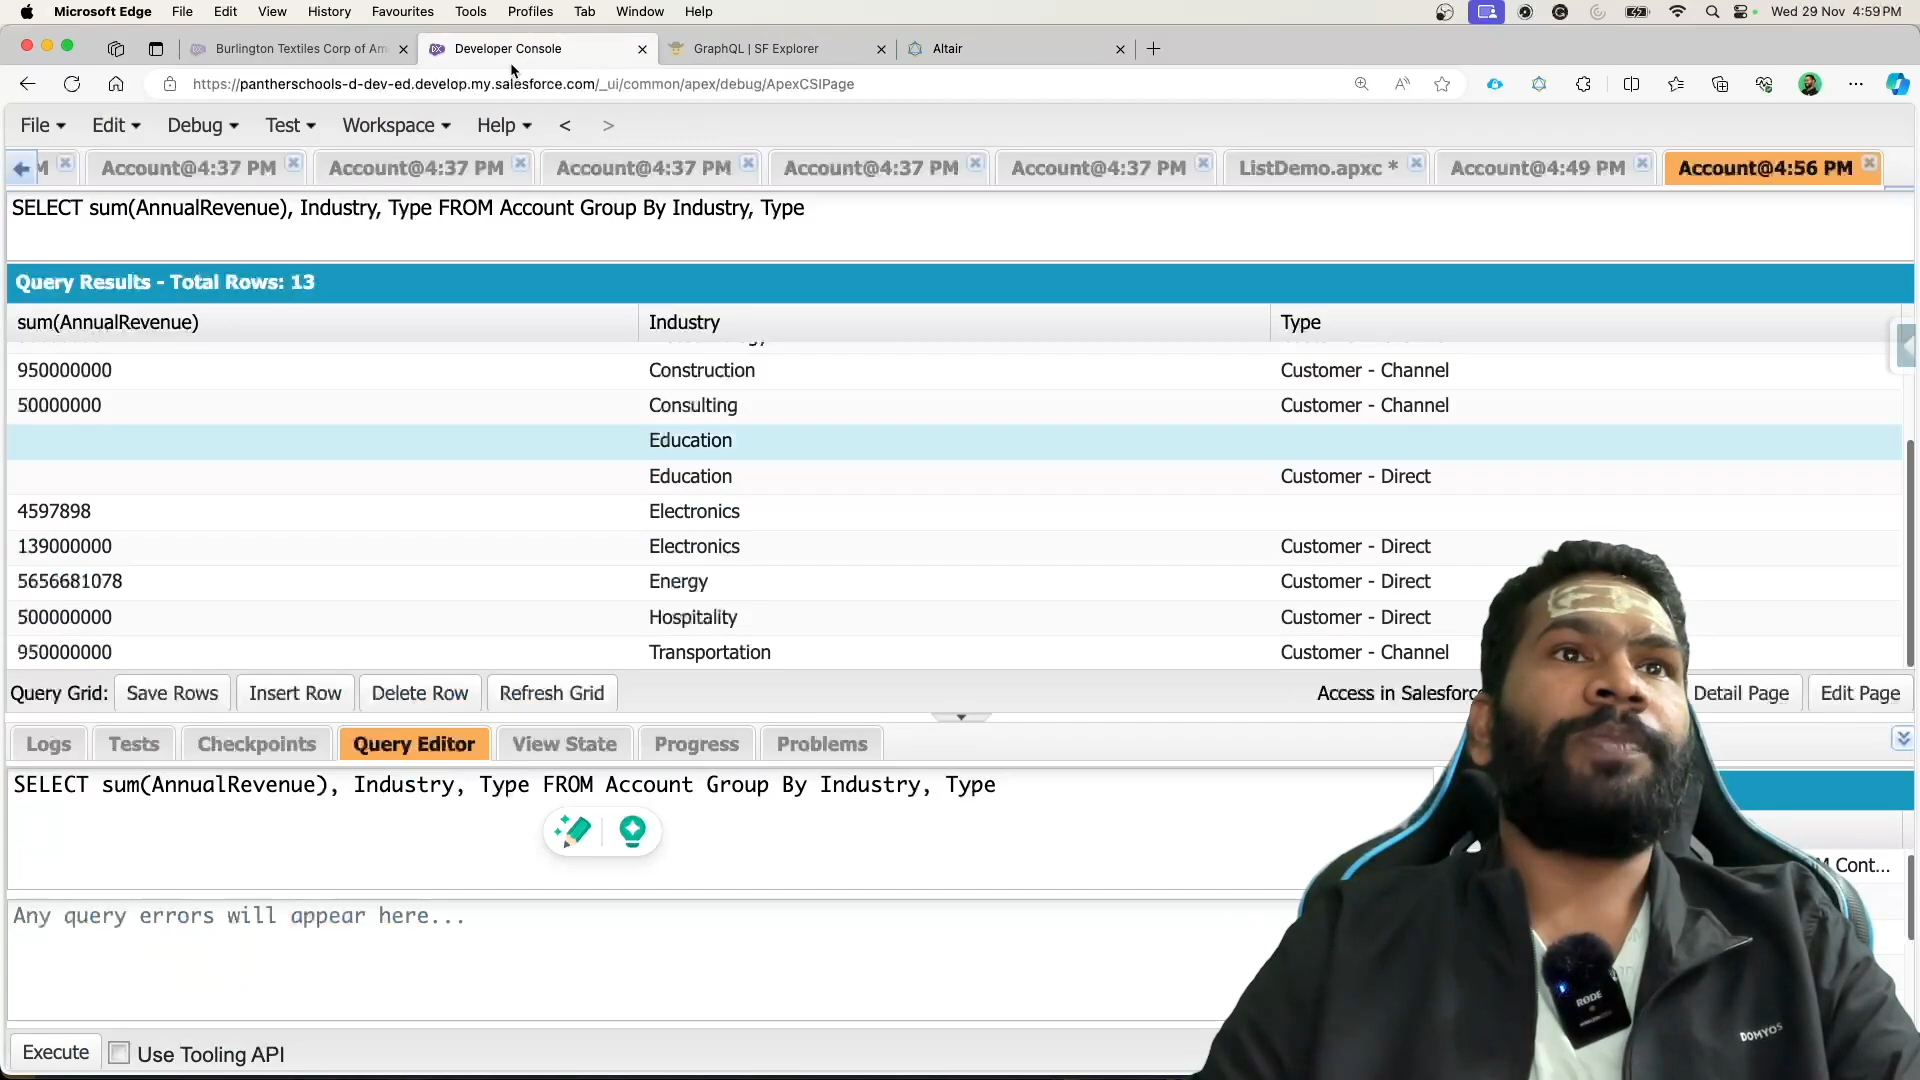 Microsoft Edge File Edit View History Favourites Tools Profiles Tab Window Help Wed 29 Nov 4:59 PM
Burlington Textiles Corp of Am Developer Console GraphQL | SF Explorer Altair
https://pantherschools-d-dev-ed.develop.my.salesforce.com/_ui/common/apex/debug/ApexCSIPage
File Edit Debug Test Workspace Help < >
M Account@4:37 PM Account@4:37 PM Account@4:37 PM Account@4:37 PM Account@4:37 PM ListDemo.apxc * Account@4:49 PM Account@4:56 PM
SELECT sum(AnnualRevenue), Industry, Type FROM Account Group By Industry, Type
Query Results - Total Rows: 13
sum(AnnualRevenue) Industry Type
950000000 Construction Customer - Channel
50000000 Consulting Customer - Channel
Education
Education Customer - Direct
4597898 Electronics
139000000 Electronics Customer - Direct
5656681078 Energy Customer - Direct
500000000 Hospitality Customer - Direct
950000000 Transportation Customer - Channel
Query Grid: Save Rows Insert Row Delete Row Refresh Grid Access in Salesforce Detail Page Edit Page
Logs Tests Checkpoints Query Editor View State Progress Problems
SELECT sum(AnnualRevenue), Industry, Type FROM Account Group By Industry, Type
M Cont...
Any query errors will appear here...
RØDE
DOMYOS
Execute Use Tooling API